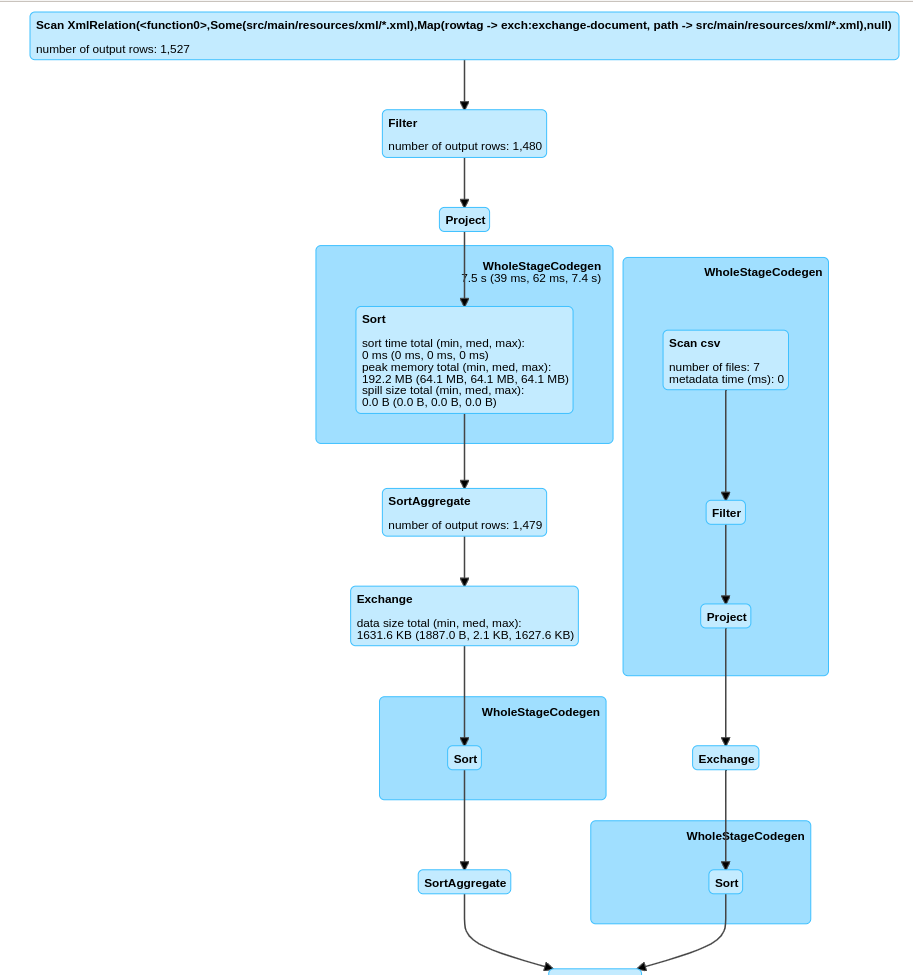 Scan XmlRelation(<function0>,Some(src/main/resources/xml/*.xml),Map(rowtag -> exch:exchange-document, path -> src/main/resources/xml/*.xml),null)
number of output rows: 1,527
Filter
number of output rows: 1,480
Project
WholeStageCodegen
7.5 s (39 ms, 62 ms, 7.4 s)
Sort
sort time total (min, med, max):
0 ms (0 ms, 0 ms, 0 ms)
peak memory total (min, med, max):
192.2 MB (64.1 MB, 64.1 MB, 64.1 MB)
spill size total (min, med, max):
0.0 B (0.0 B, 0.0 B, 0.0 B)
SortAggregate
number of output rows: 1,479
Exchange
data size total (min, med, max):
1631.6 KB (1887.0 B, 2.1 KB, 1627.6 KB)
WholeStageCodegen
Sort
SortAggregate
WholeStageCodegen
Scan csv
number of files: 7
metadata time (ms): 0
Filter
Project
Exchange
WholeStageCodegen
Sort